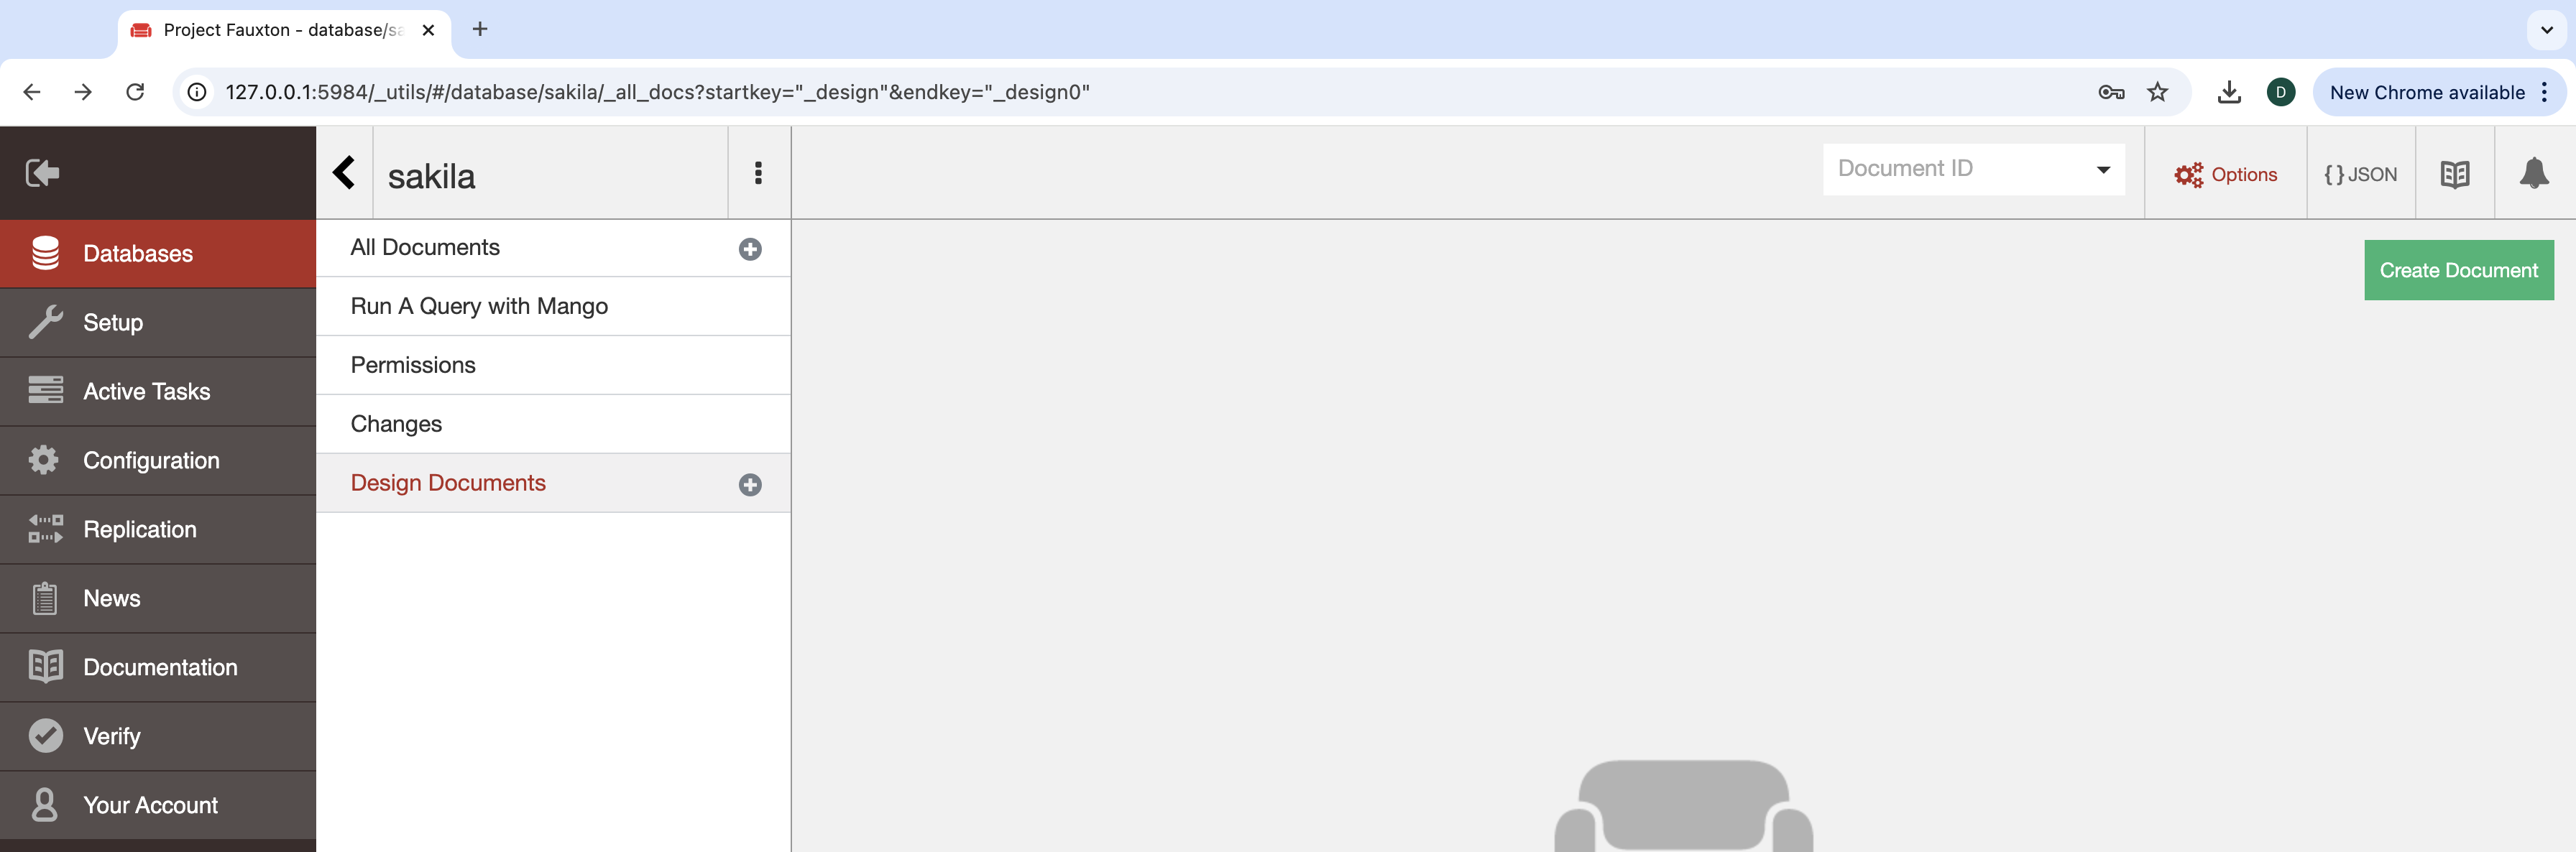 Project Fauxton - database/sa
127.0.0.1:5984/_utils/#/database/sakila/_all_docs?startkey="_design"&endkey="_design0"
D
New Chrome available
sakila
Document ID
Options
{ } JSON
Databases
Setup
Active Tasks
Configuration
Replication
News
Documentation
Verify
Your Account
All Documents
Run A Query with Mango
Permissions
Changes
Design Documents
Create Document